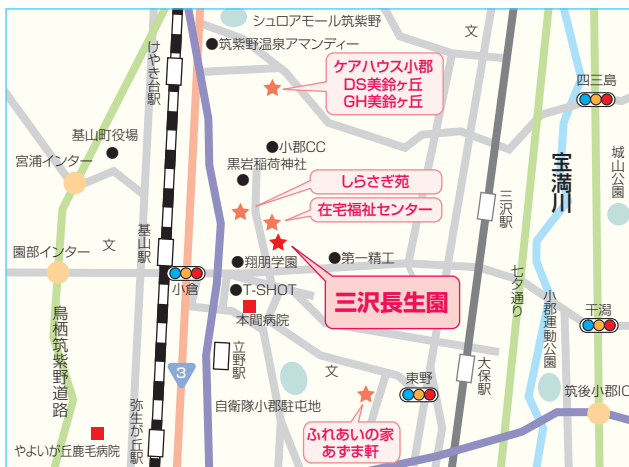 シュロアモール筑紫野
文
筑紫野温泉アマンディー
けやき台駅
ケアハウス小郡
DS美鈴ヶ丘
GH美鈴ヶ丘
四三島
基山町役場
小郡CC
黒岩稲荷神社
宮浦インター
宝満川
城山公園
しらさぎ苑
在宅福祉センター
三沢駅
基山駅
文
園部インター
翔朋学園
第一精工
小倉
T-SHOT
本間病院
三沢長生園
七夕通り
小郡運動公園
干潟
鳥栖筑紫野道路
3
立野駅
文
大保駅
東野
自衛隊小郡駐屯地
筑後小郡IC
弥生が丘駅
やよいが丘鹿毛病院
ふれあいの家
あずま軒